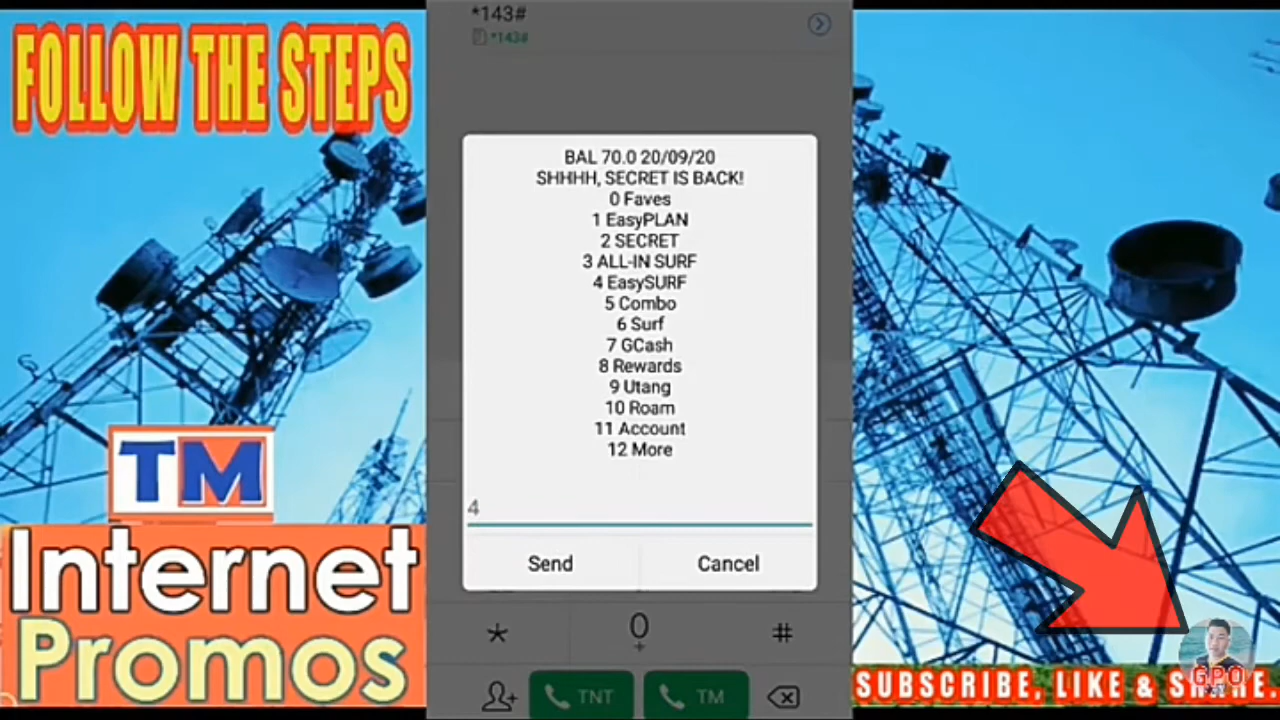 FOLLOW THE STEPS
*143#
*143#
BAL 70.0 20/09/20
SHHHH, SECRET IS BACK!
0 Faves
1 EasyPLAN
2 SECRET
3 ALL-IN SURF
4 EasySURF
5 Combo
6 Surf
7 GCash
8 Rewards
9 Utang
10 Roam
11 Account
12 More
4
Send
Cancel
*
0
+
#
TNT
TM
TM
Internet
Promos
GPO
SUBSCRIBE, LIKE & SHARE.